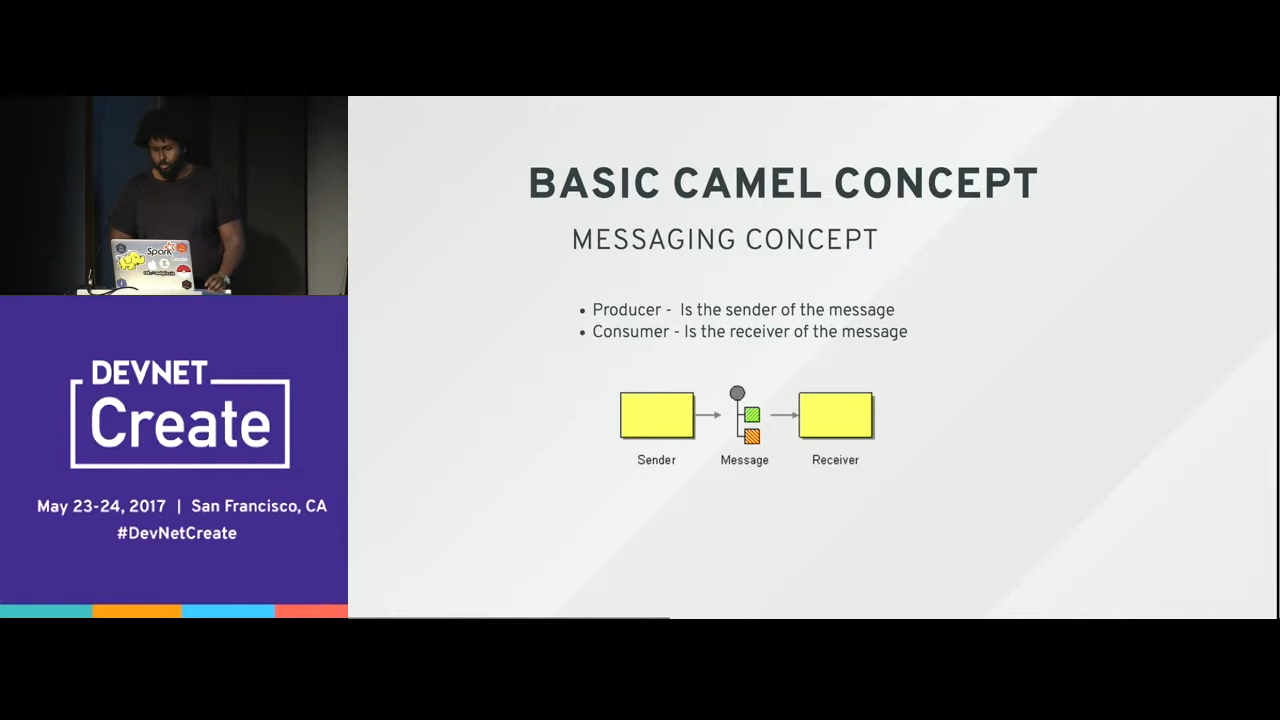 BASIC CAMEL CONCEPT
MESSAGING CONCEPT
• Producer - Is the sender of the message
• Consumer - Is the receiver of the message
Sender
Message
Receiver
Spark
DEVNET
Create
May 23-24, 2017 | San Francisco, CA
#DevNetCreate